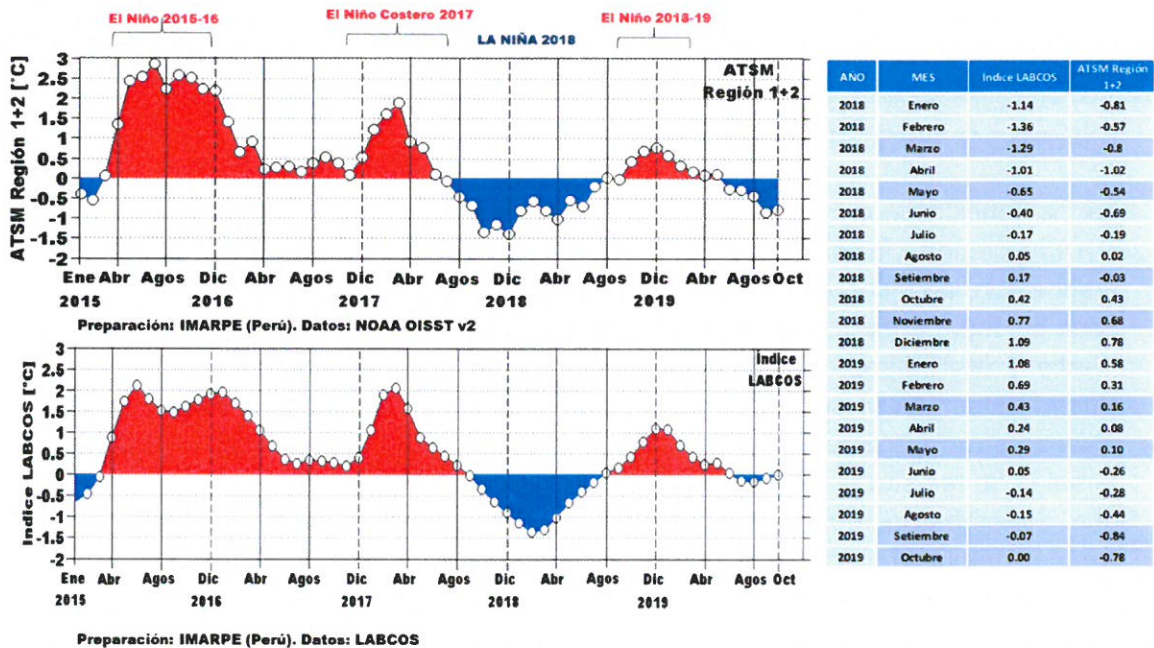 El Niño 2015-16
El Niño Costero 2017
LA NIÑA 2018
El Niño 2018-19
ATSM Región 1+2 [°C]
3
2.5
2
1.5
1
0.5
0
-0.5
-1
-1.5
-2
ATSM
Región 1+2
Ene Abr Agos Dic Abr Agos Dic Abr Agos Dic Abr Agos Dic Abr Agos Oct
2015 2016 2017 2018 2019
Preparación: IMARPE (Perú). Datos: NOAA OISST v2
Indice LABCOS [°C]
3
2.5
2
1.5
1
0.5
0
-0.5
-1
-1.5
-2
Índice
LABCOS
Ene Abr Agos Dic Abr Agos Dic Abr Agos Dic Abr Agos Dic Abr Agos Oct
2015 2016 2017 2018 2019
Preparación: IMARPE (Perú). Datos: LABCOS
AÑO MES Índice LABCOS ATSM Región 1+2
2018 Enero -1.14 -0.81
2018 Febrero -1.36 -0.57
2018 Marzo -1.29 -0.8
2018 Abril -1.01 -1.02
2018 Mayo -0.65 -0.54
2018 Junio -0.40 -0.69
2018 Julio -0.17 -0.19
2018 Agosto 0.05 0.02
2018 Setiembre 0.17 -0.03
2018 Octubre 0.42 0.43
2018 Noviembre 0.77 0.68
2018 Diciembre 1.09 0.78
2019 Enero 1.08 0.58
2019 Febrero 0.69 0.31
2019 Marzo 0.43 0.16
2019 Abril 0.24 0.08
2019 Mayo 0.29 0.10
2019 Junio 0.05 -0.26
2019 Julio -0.14 -0.28
2019 Agosto -0.15 -0.44
2019 Setiembre -0.07 -0.84
2019 Octubre 0.00 -0.78